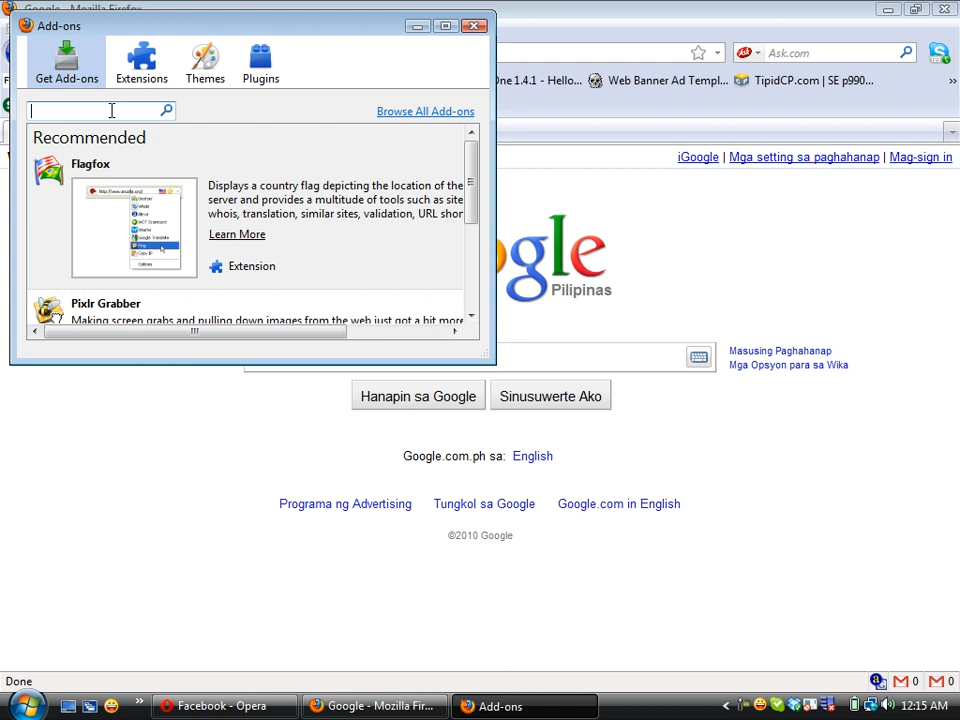 Google - Mozilla Firefox
Add-ons
Get Add-ons
Extensions
Themes
Plugins
Ask.com
One 1.4.1 - Hello...
Web Banner Ad Templ...
TipidCP.com | SE p990...
»
Browse All Add-ons
Recommended
iGoogle | Mga setting sa paghahanap | Mag-sign in
Flagfox
Displays a country flag depicting the location of the
server and provides a multitude of tools such as site
whois, translation, similar sites, validation, URL shor
Learn More
Extension
Pixlr Grabber
Making screen grabs and pulling down images from the web just got a bit more
ogle
Pilipinas
Masusing Paghahanap
Mga Opsyon para sa Wika
Hanapin sa Google
Sinusuwerte Ako
Google.com.ph sa: English
Programa ng Advertising
Tungkol sa Google
Google.com in English
©2010 Google
Done
0
0
»
Facebook - Opera
Google - Mozilla Fir...
Add-ons
12:15 AM